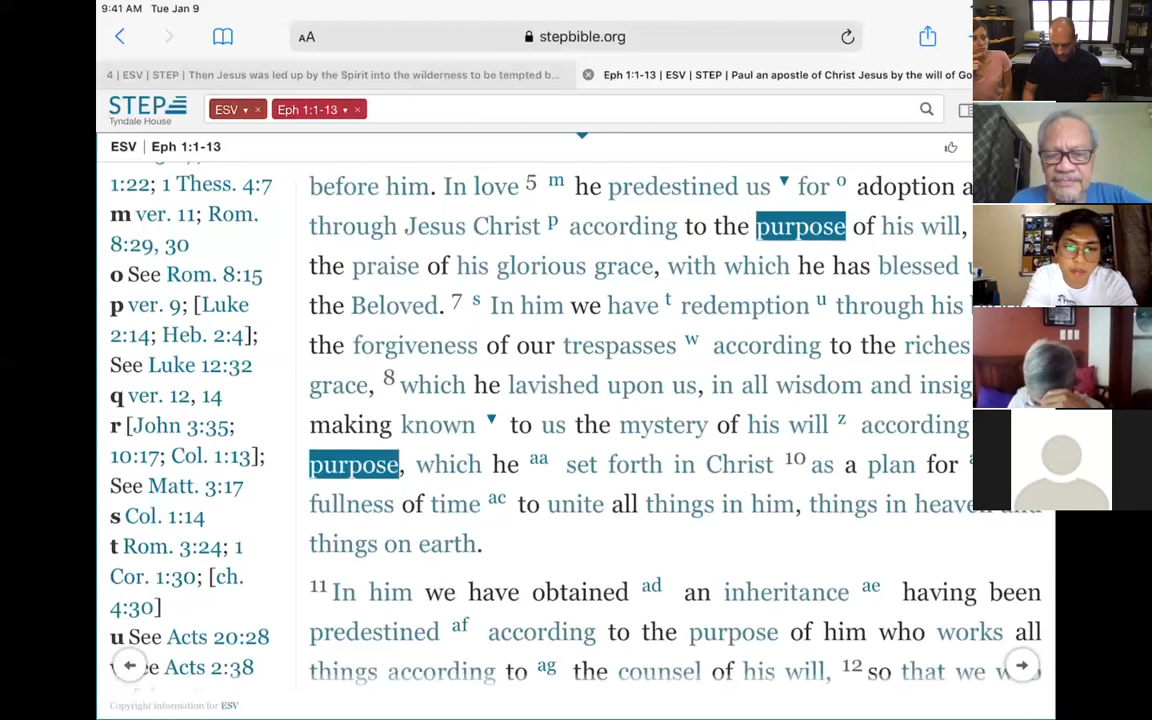 9:41 AM Tue Jan 9
AA
stepbible.org
4 | ESV | STEP | Then Jesus was led up by the Spirit into the wilderness to be tempted b...
Eph 1:1-13 | ESV | STEP | Paul an apostle of Christ Jesus by the will of Go
STEP
Tyndale House
ESV ▾ × Eph 1:1-13 ▾ ×
ESV | Eph 1:1-13
1:22; 1 Thess. 4:7
m ver. 11; Rom.
8:29, 30
o See Rom. 8:15
p ver. 9; [Luke
2:14; Heb. 2:4];
See Luke 12:32
q ver. 12, 14
r [John 3:35;
10:17; Col. 1:13];
See Matt. 3:17
s Col. 1:14
t Rom. 3:24; 1
Cor. 1:30; [ch.
4:30]
u See Acts 20:28
See Acts 2:38
before him. In love 5 m he predestined us ▾ for o adoption a
through Jesus Christ p according to the purpose of his will,
the praise of his glorious grace, with which he has blessed
the Beloved. 7 s In him we have t redemption u through his
the forgiveness of our trespasses w according to the riches
grace, 8 which he lavished upon us, in all wisdom and insig
making known ▾ to us the mystery of his will z according
purpose, which he aa set forth in Christ 10 as a plan for
fullness of time ac to unite all things in him, things in heaven and
things on earth.
11 In him we have obtained ad an inheritance ae having been
predestined af according to the purpose of him who works all
things according to ag the counsel of his will, 12 so that we
Copyright information for ESV